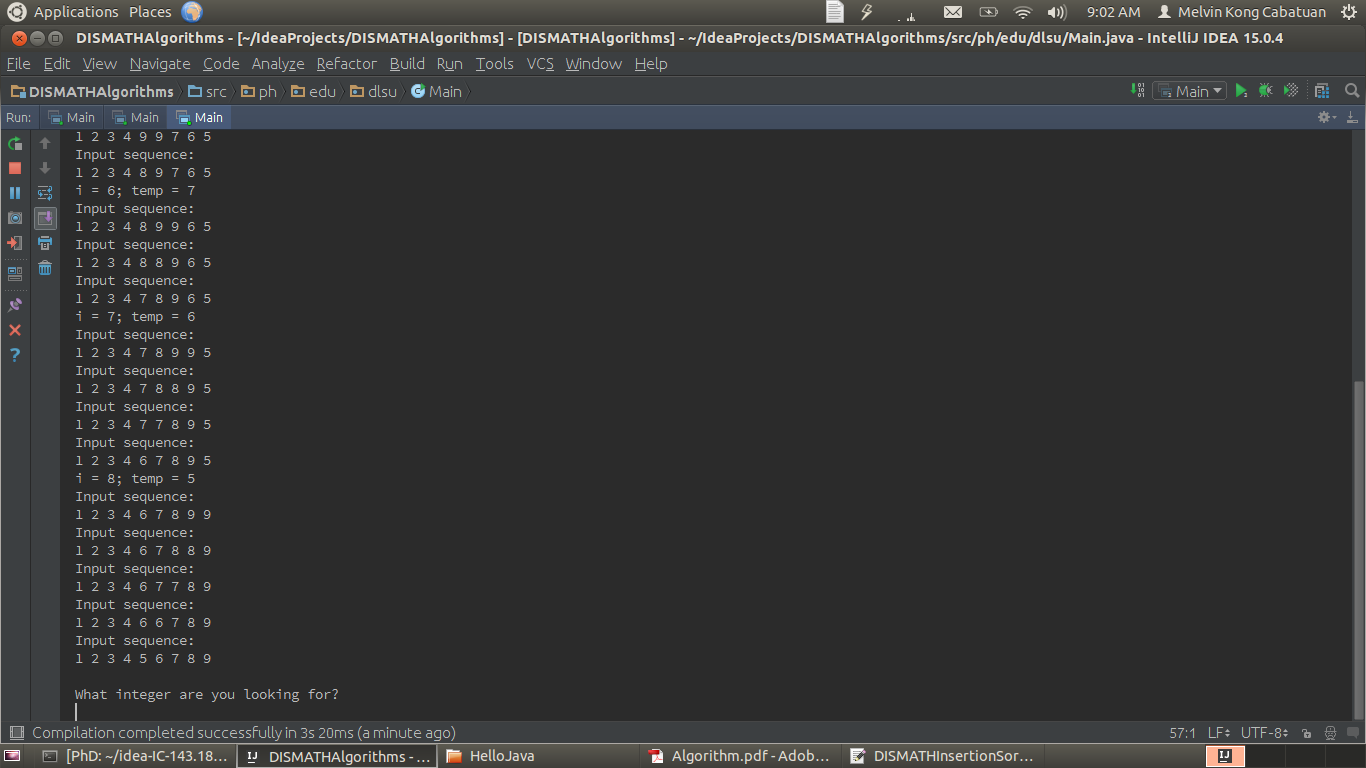 Applications Places 9:02 AM Melvin Kong Cabatuan
DISMATHAlgorithms - [~/IdeaProjects/DISMATHAlgorithms] - [DISMATHAlgorithms] - ~/IdeaProjects/DISMATHAlgorithms/src/ph/edu/dlsu/Main.java - IntelliJ IDEA 15.0.4
File Edit View Navigate Code Analyze Refactor Build Run Tools VCS Window Help
DISMATHAlgorithms src ph edu dlsu Main Main
Run: Main Main Main
1 2 3 4 9 9 7 6 5
Input sequence:
1 2 3 4 8 9 7 6 5
i = 6; temp = 7
Input sequence:
1 2 3 4 8 9 9 6 5
Input sequence:
1 2 3 4 8 8 9 6 5
Input sequence:
1 2 3 4 7 8 9 6 5
i = 7; temp = 6
Input sequence:
1 2 3 4 7 8 9 9 5
Input sequence:
1 2 3 4 7 8 8 9 5
Input sequence:
1 2 3 4 7 7 8 9 5
Input sequence:
1 2 3 4 6 7 8 9 5
i = 8; temp = 5
Input sequence:
1 2 3 4 6 7 8 9 9
Input sequence:
1 2 3 4 6 7 8 8 9
Input sequence:
1 2 3 4 6 7 7 8 9
Input sequence:
1 2 3 4 6 6 7 8 9
Input sequence:
1 2 3 4 5 6 7 8 9
What integer are you looking for?
Compilation completed successfully in 3s 20ms (a minute ago) 57:1 LF UTF-8
[PhD: ~/idea-IC-143.18... DISMATHAlgorithms - ... HelloJava Algorithm.pdf - Adob... DISMATHInsertionSor...